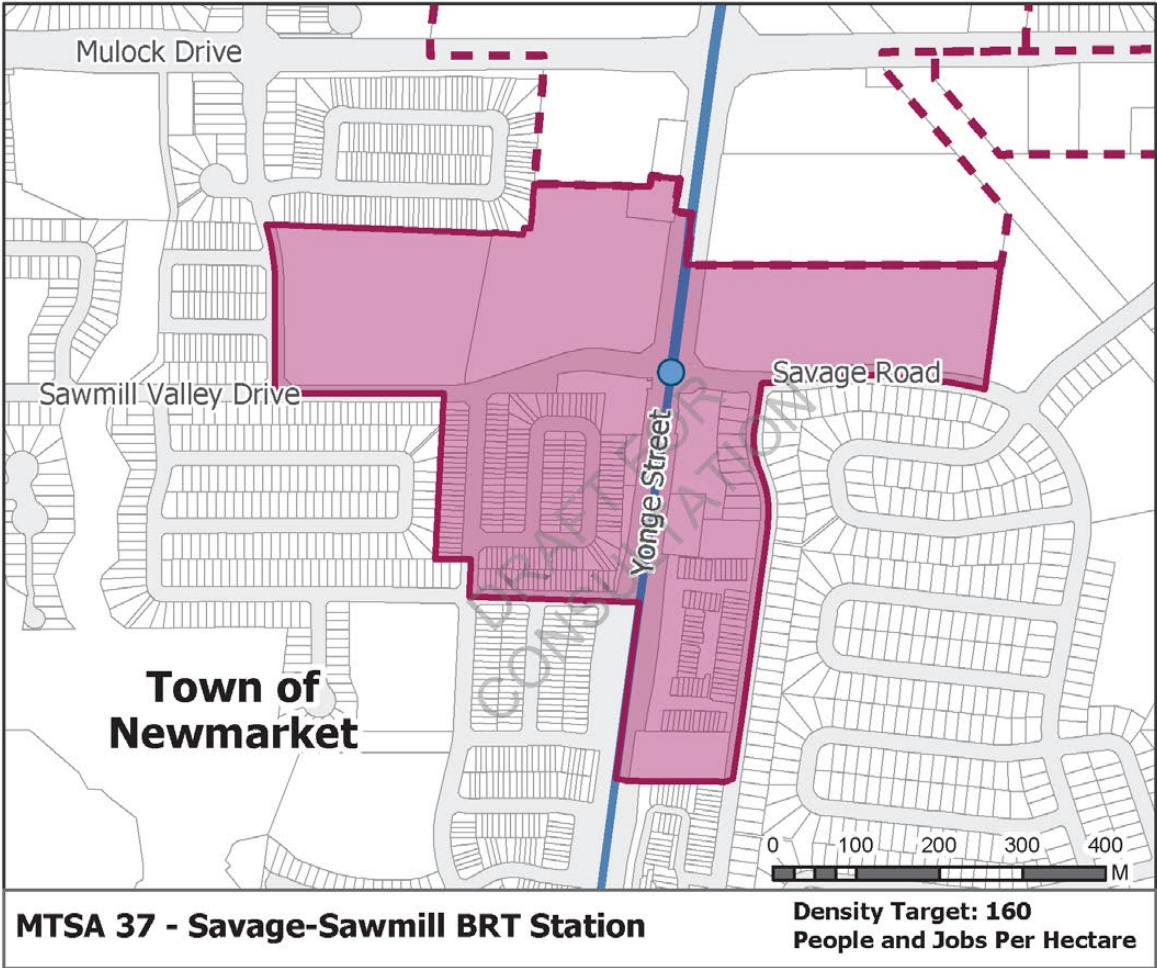 Mulock Drive
Savage Road
Sawmill Valley Drive
Yonge Street
DRAFT FOR
CONSULTATION
Town of
Newmarket
0 100 200 300 400
M
MTSA 37 - Savage-Sawmill BRT Station
Density Target: 160
People and Jobs Per Hectare